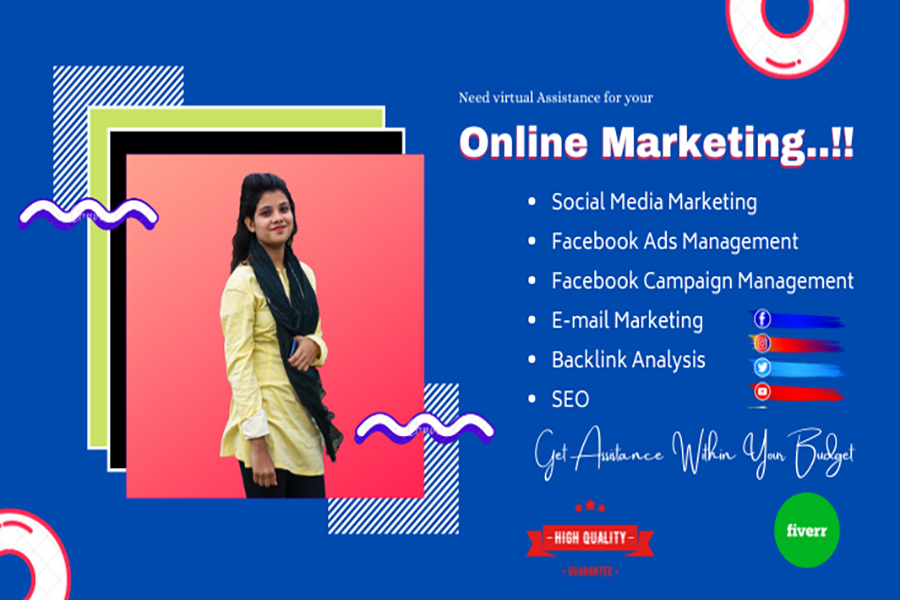 Need virtual Assistance for your
Online Marketing..!!
Social Media Marketing
Facebook Ads Management
Facebook Campaign Management
E-mail Marketing
Backlink Analysis
SEO
Get Assistance Within Your Budget
HIGH QUALITY
GUARANTEE
fiverr